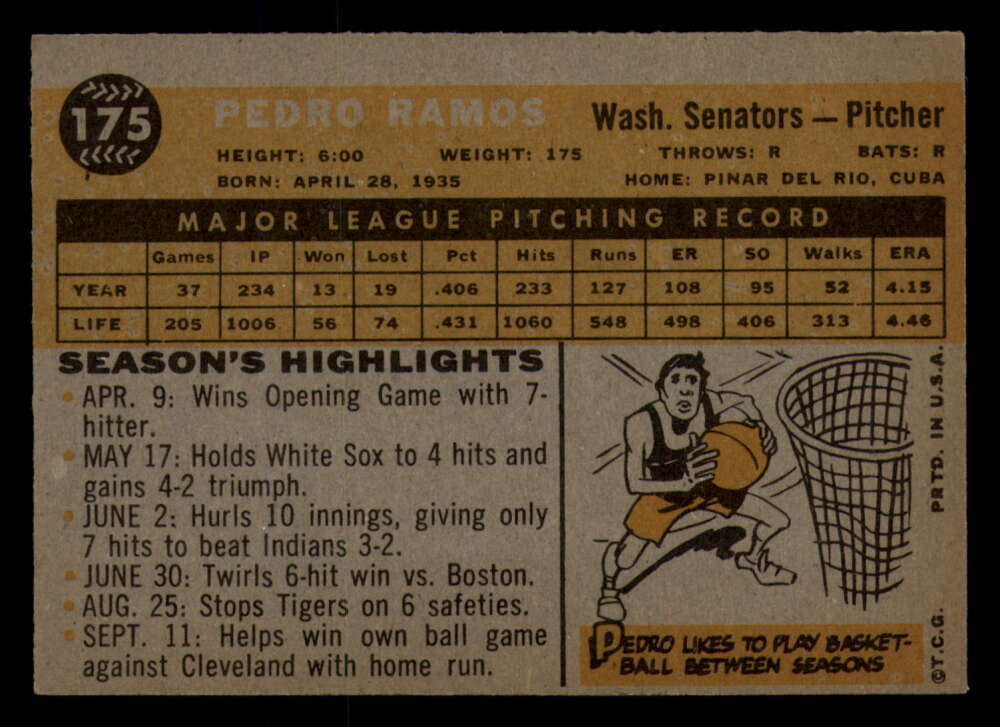 175
PEDRO RAMOS
Wash. Senators — Pitcher
HEIGHT: 6:00 WEIGHT: 175 THROWS: R BATS: R
BORN: APRIL 28, 1935 HOME: PINAR DEL RIO, CUBA
MAJOR LEAGUE PITCHING RECORD
Games IP Won Lost Pct Hits Runs ER SO Walks ERA
YEAR 37 234 13 19 .406 233 127 108 95 52 4.15
LIFE 205 1006 56 74 .431 1060 548 498 406 313 4.46
SEASON'S HIGHLIGHTS
• APR. 9: Wins Opening Game with 7-
hitter.
• MAY 17: Holds White Sox to 4 hits and
gains 4-2 triumph.
• JUNE 2: Hurls 10 innings, giving only
7 hits to beat Indians 3-2.
• JUNE 30: Twirls 6-hit win vs. Boston.
• AUG. 25: Stops Tigers on 6 safeties.
• SEPT. 11: Helps win own ball game
against Cleveland with home run.
PEDRO LIKES TO PLAY BASKET-
BALL BETWEEN SEASONS
©T.C.G. PRTD. IN U.S.A.